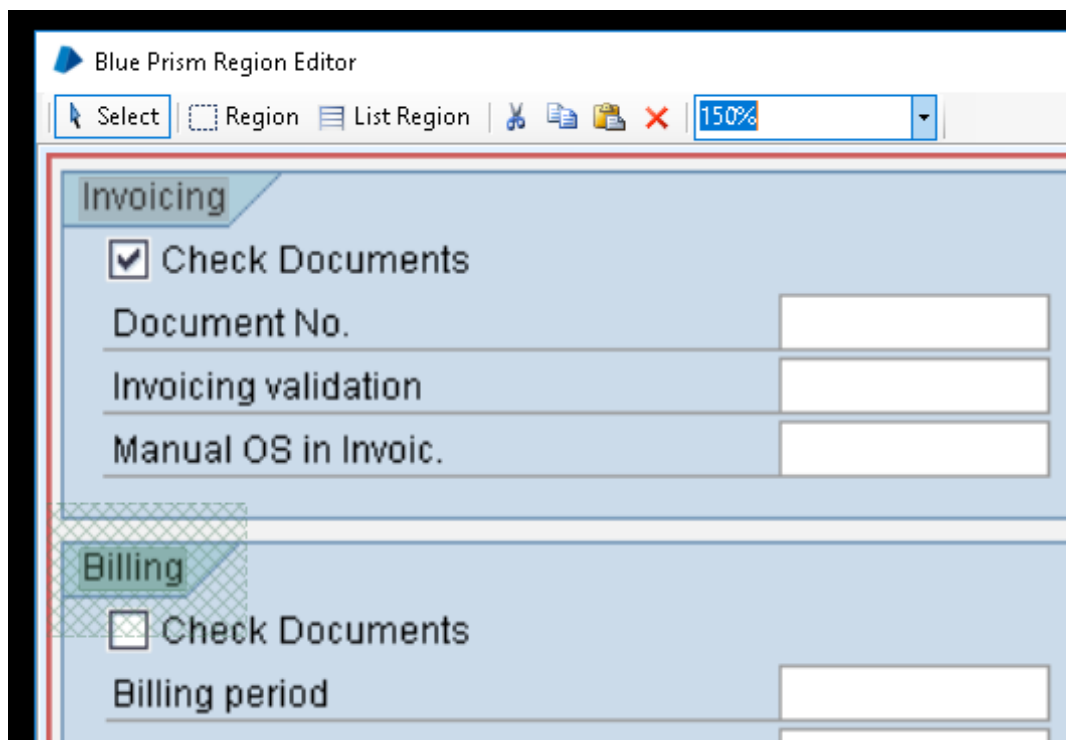 Blue Prism Region Editor
Select Region List Region 150%
Invoicing
Check Documents
Document No.
Invoicing validation
Manual OS in Invoic.
Billing
Check Documents
Billing period